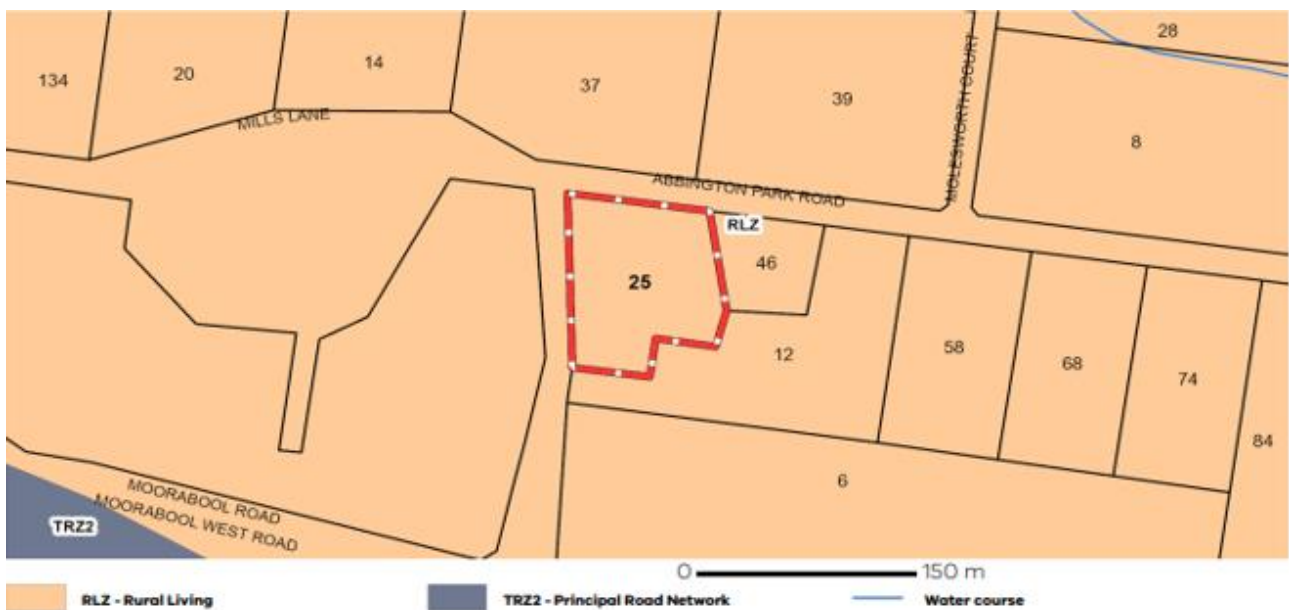 28
MOLESWORTH COURT
134
20
14
37
39
8
MILLS LANE
ABBINGTON PARK ROAD
RLZ
46
25
12
58
68
74
84
6
MOORABOOL ROAD
MOORABOOL WEST ROAD
TRZ2
0 150 m
RLZ - Rural Living
TRZ2 - Principal Road Network
Water course